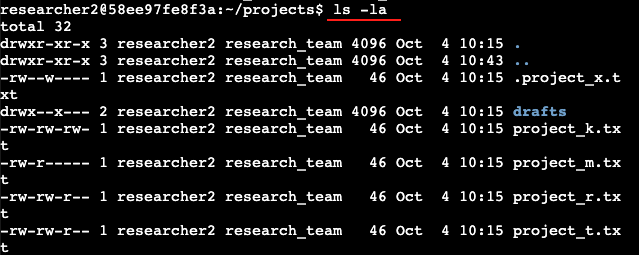 researcher2@58ee97fe8f3a:~/projects$ ls -la
total 32
drwxr-xr-x 3 researcher2 research_team 4096 Oct  4 10:15 .
drwxr-xr-x 3 researcher2 research_team 4096 Oct  4 10:43 ..
-rw--w---- 1 researcher2 research_team   46 Oct  4 10:15 .project_x.t
xt
drwx--x--- 2 researcher2 research_team 4096 Oct  4 10:15 drafts
-rw-rw-rw- 1 researcher2 research_team   46 Oct  4 10:15 project_k.tx
t
-rw-r----- 1 researcher2 research_team   46 Oct  4 10:15 project_m.tx
t
-rw-rw-r-- 1 researcher2 research_team   46 Oct  4 10:15 project_r.tx
t
-rw-rw-r-- 1 researcher2 research_team   46 Oct  4 10:15 project_t.tx
t